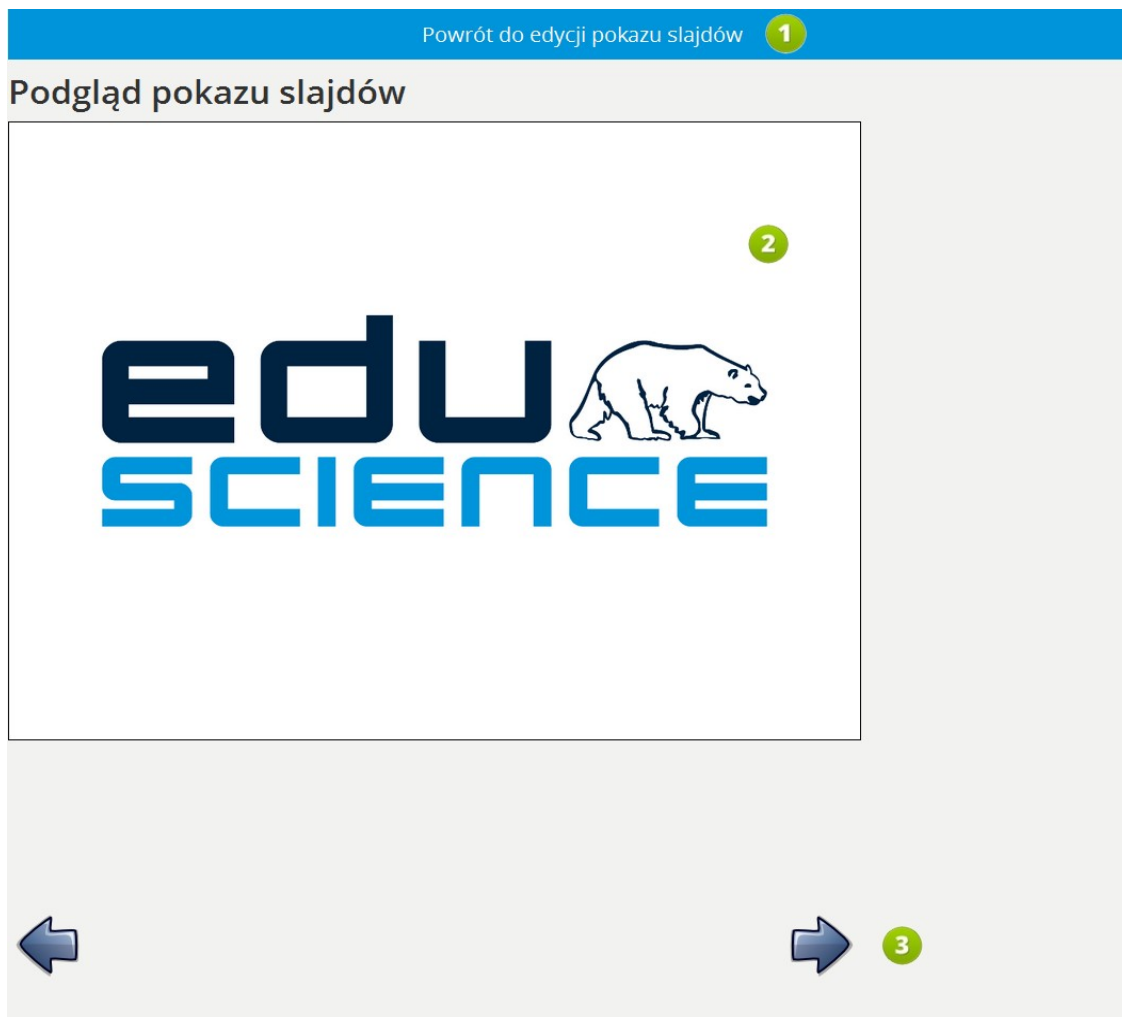 Powrót do edycji pokazu slajdów 1
Podgląd pokazu slajdów
2
edu
science
3